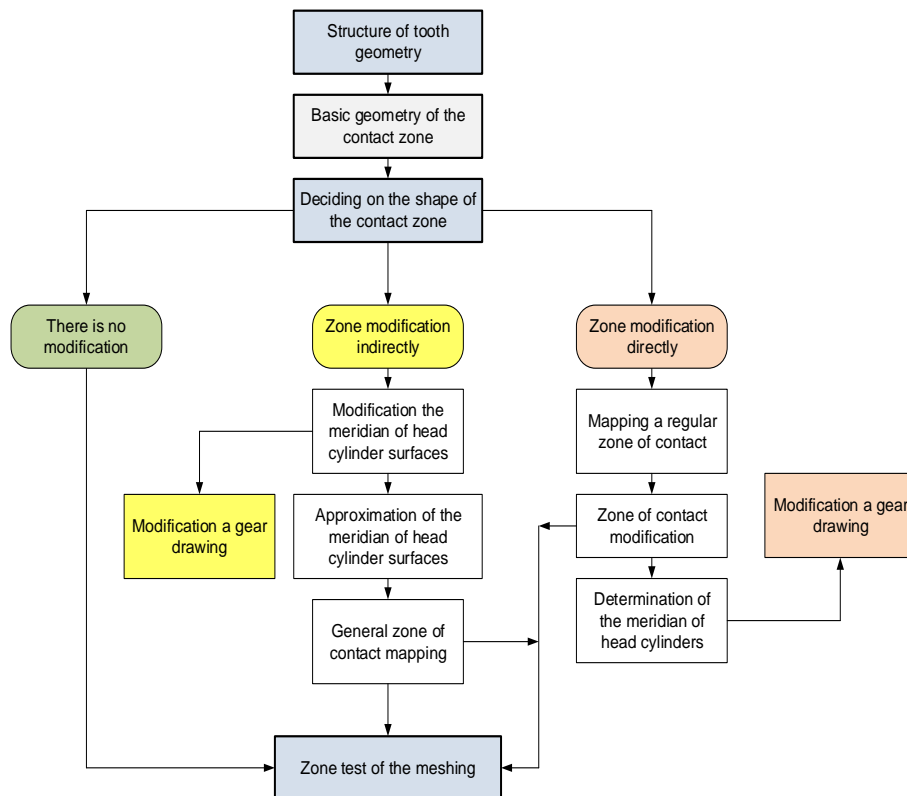 Structure of tooth
geometry
Basic geometry of the
contact zone
Deciding on the shape of
the contact zone
There is no
modification
Zone modification
indirectly
Zone modification
directly
Modification the
meridian of head
cylinder surfaces
Mapping a regular
zone of contact
Modification a gear
drawing
Approximation of the
meridian of head
cylinder surfaces
Zone of contact
modification
Modification a gear
drawing
General zone of
contact mapping
Determination of
the meridian of
head cylinders
Zone test of the meshing